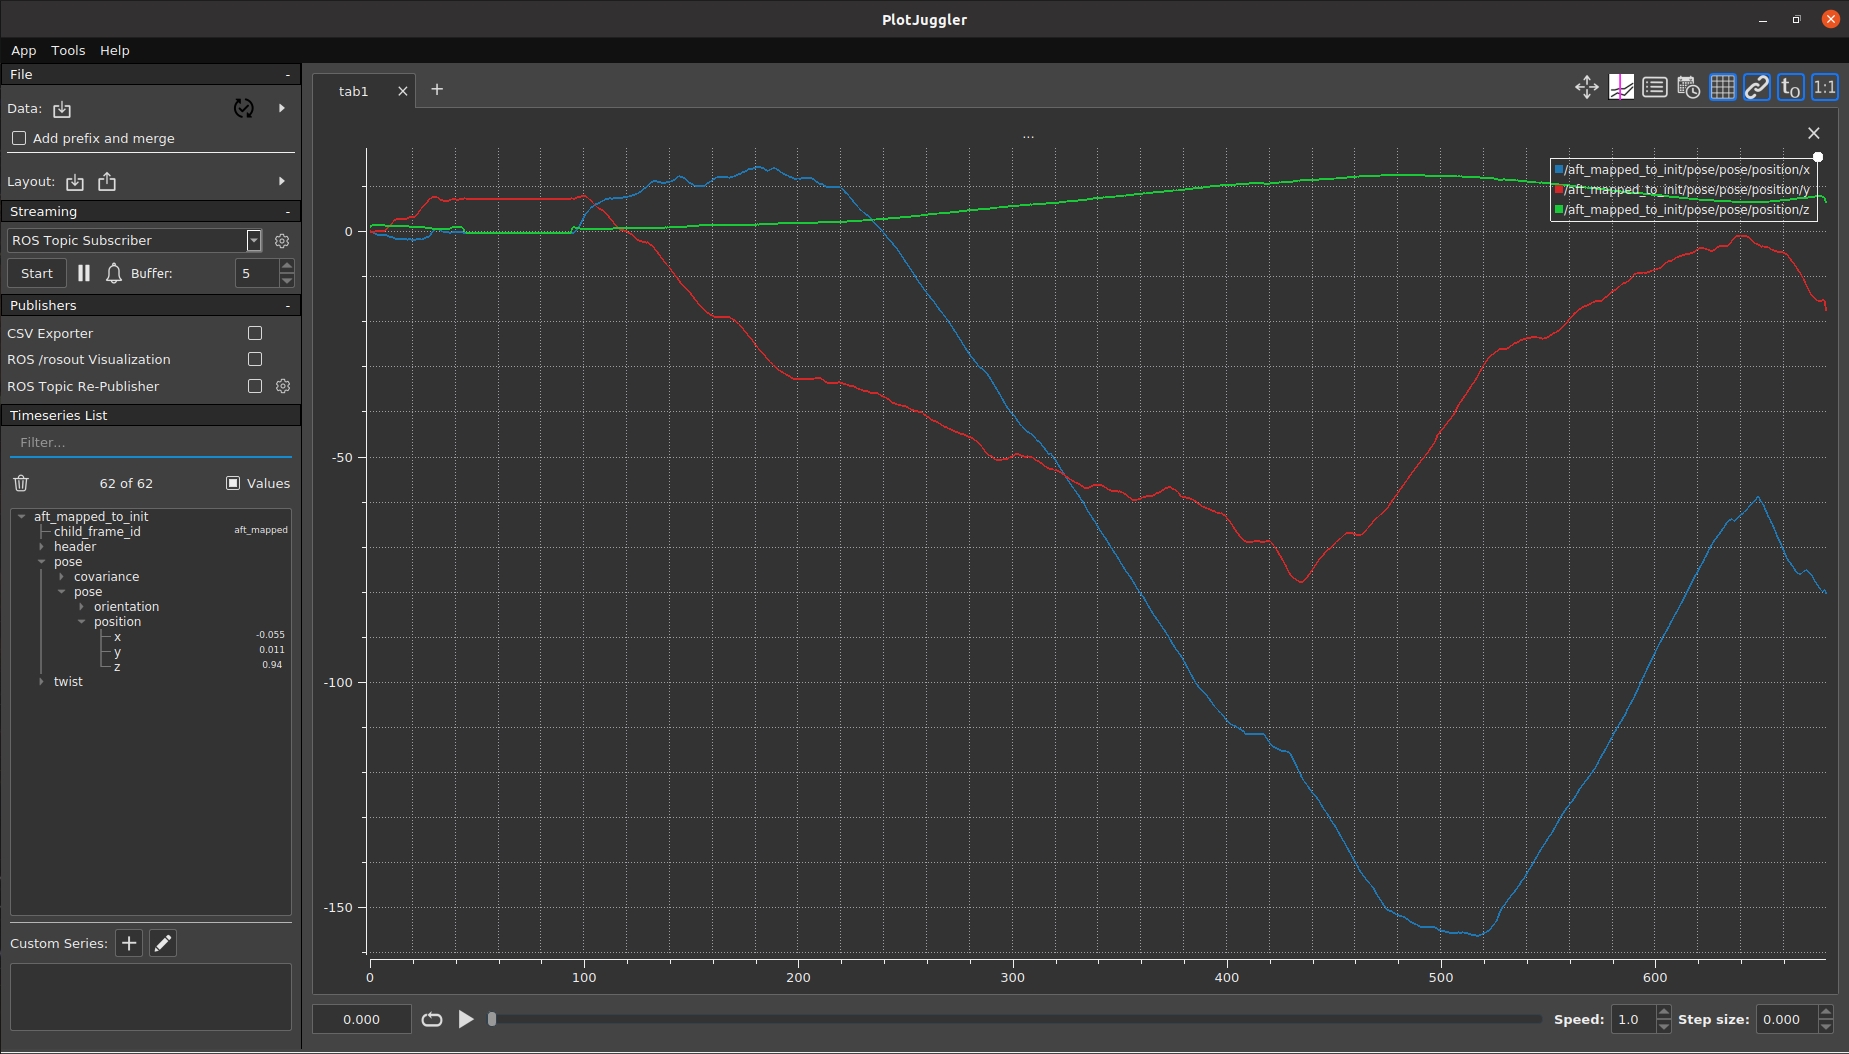 PlotJuggler
App Tools Help
File -
Data:
Add prefix and merge
Layout:
Streaming -
ROS Topic Subscriber
Start Buffer: 5
Publishers -
CSV Exporter
ROS /rosout Visualization
ROS Topic Re-Publisher
Timeseries List
Filter...
62 of 62 Values
aft_mapped_to_init
child_frame_id aft_mapped
header
pose
covariance
pose
orientation
position
x -0.055
y 0.011
z 0.94
twist
Custom Series:
tab1
t0 1:1
...
/aft_mapped_to_init/pose/pose/position/x
/aft_mapped_to_init/pose/pose/position/y
/aft_mapped_to_init/pose/pose/position/z
0
-50
-100
-150
0 100 200 300 400 500 600
0.000 Speed: 1.0 Step size: 0.000